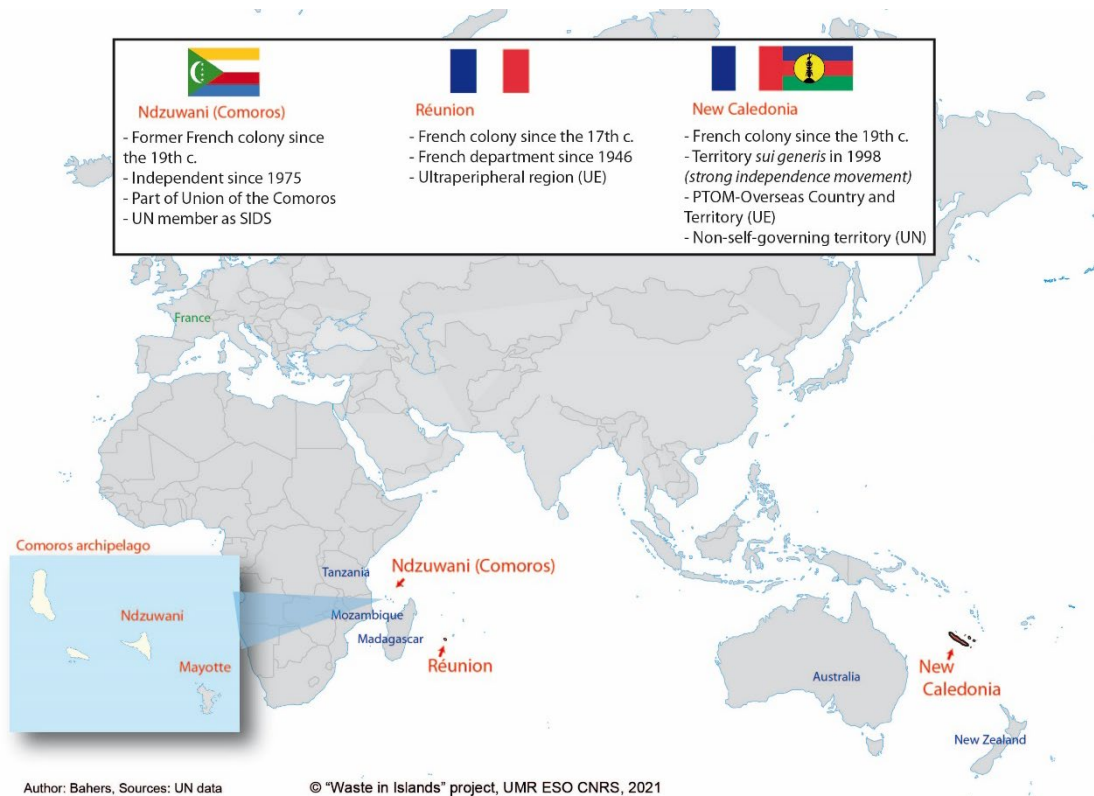 Ndzuwani (Comoros)
- Former French colony since
the 19th c.
- Independent since 1975
- Part of Union of the Comoros
- UN member as SIDS
Réunion
- French colony since the 17th c.
- French department since 1946
- Ultraperipheral region (UE)
New Caledonia
- French colony since the 19th c.
- Territory sui generis in 1998
(strong independence movement)
- PTOM-Overseas Country and
Territory (UE)
- Non-self-governing territory (UN)
France
Comoros archipelago
Ndzuwani
Mayotte
Tanzania
Ndzuwani (Comoros)
Mozambique
Madagascar
Réunion
Australia
New
Caledonia
New Zealand
Author: Bahers, Sources: UN data
© “Waste in Islands” project, UMR ESO CNRS, 2021